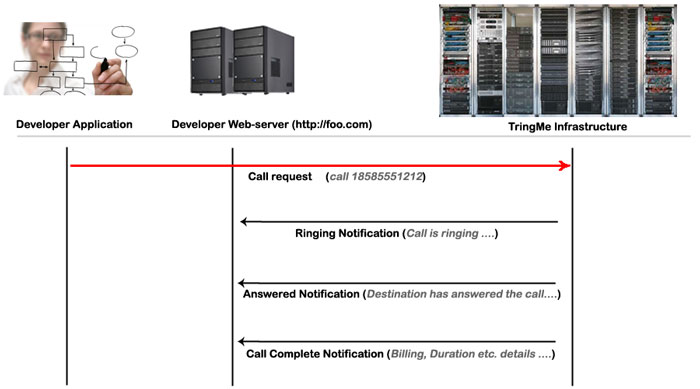 Developer Application
Developer Web-server (http://foo.com)
TringMe Infrastructure
Call request (call 18585551212)
Ringing Notification (Call is ringing ....)
Answered Notification (Destination has answered the call....)
Call Complete Notification (Billing, Duration etc. details ....)